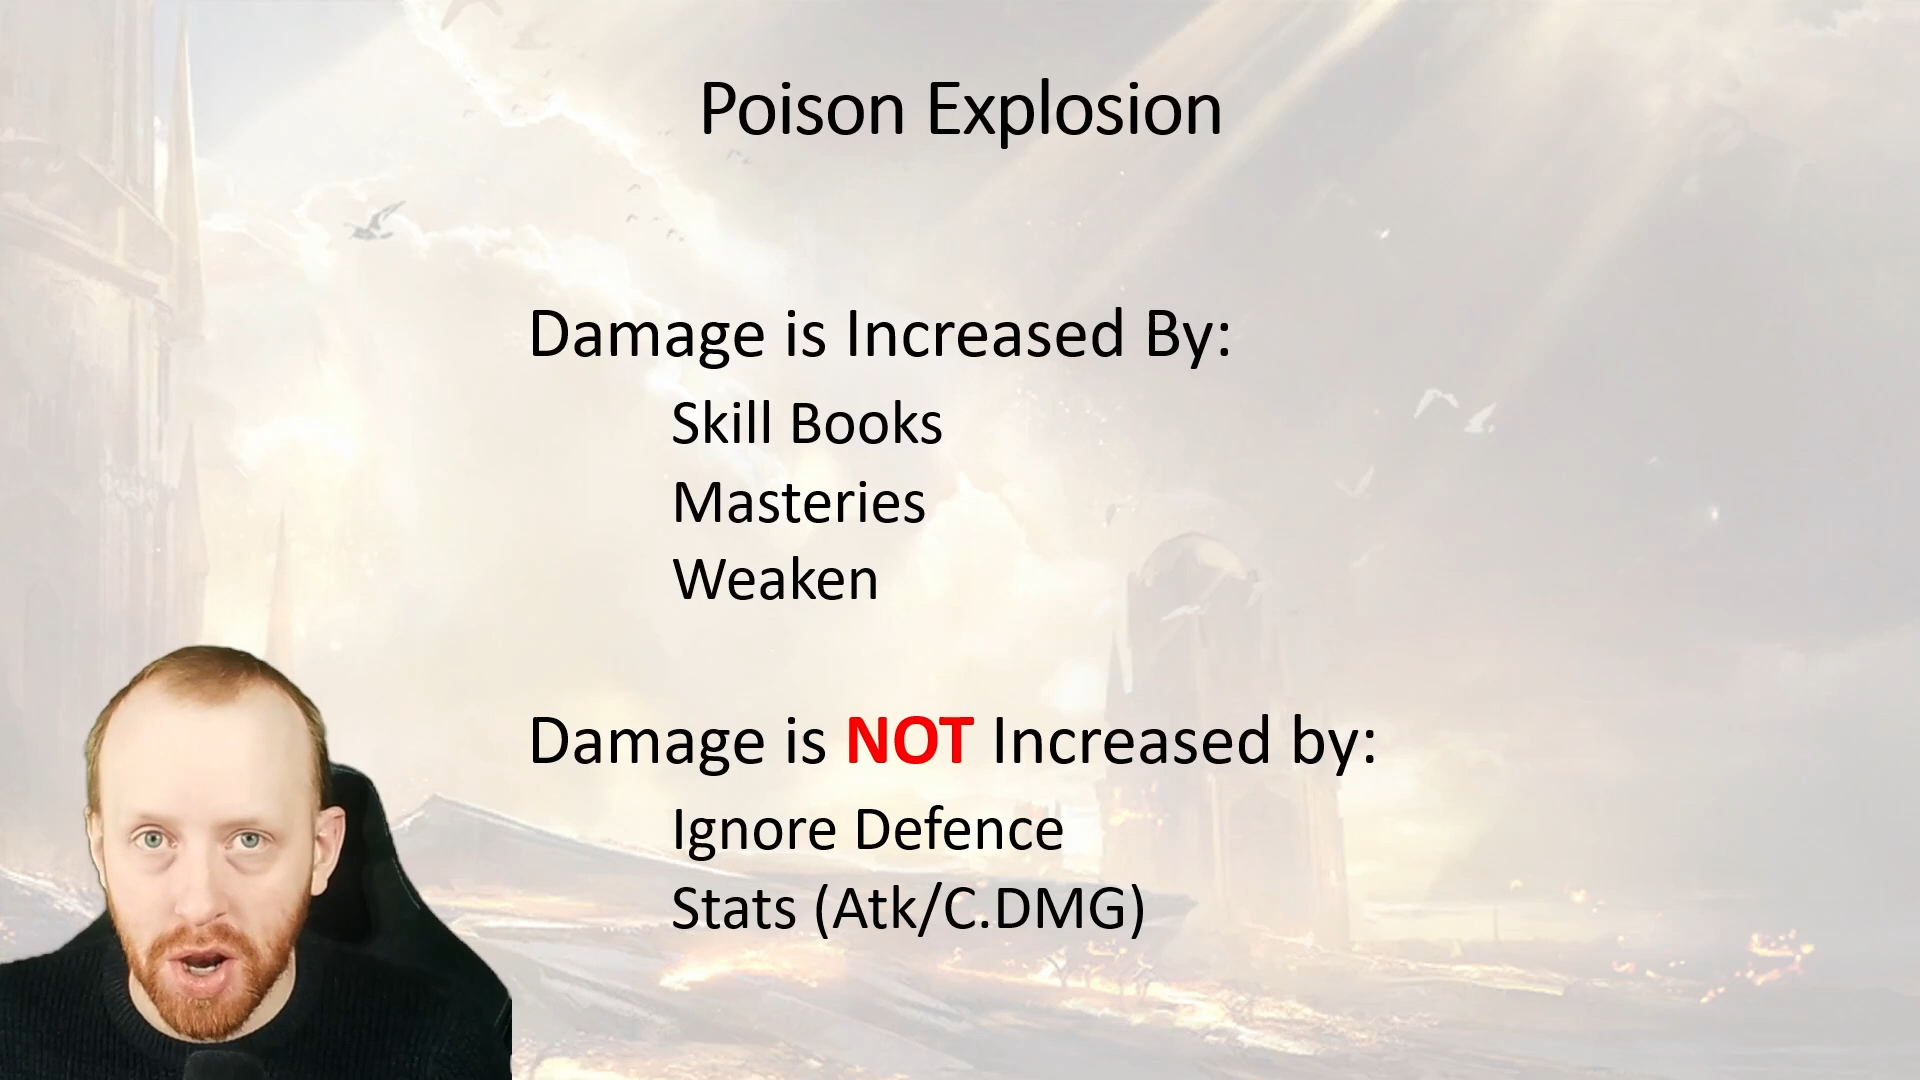 Poison Explosion
Damage is Increased By:
Skill Books
Masteries
Weaken
Damage is NOT Increased by:
Ignore Defence
Stats (Atk/C.DMG)